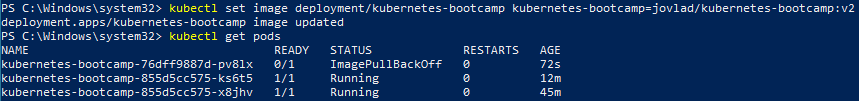 PS C:\Windows\system32> kubectl set image deployment/kubernetes-bootcamp kubernetes-bootcamp=jovlad/kubernetes-bootcamp:v2
deployment.apps/kubernetes-bootcamp image updated
PS C:\Windows\system32> kubectl get pods
NAME READY STATUS RESTARTS AGE
kubernetes-bootcamp-76dff9887d-pv8lx 0/1 ImagePullBackOff 0 72s
kubernetes-bootcamp-855d5cc575-ks6t5 1/1 Running 0 12m
kubernetes-bootcamp-855d5cc575-x8jhv 1/1 Running 0 45m